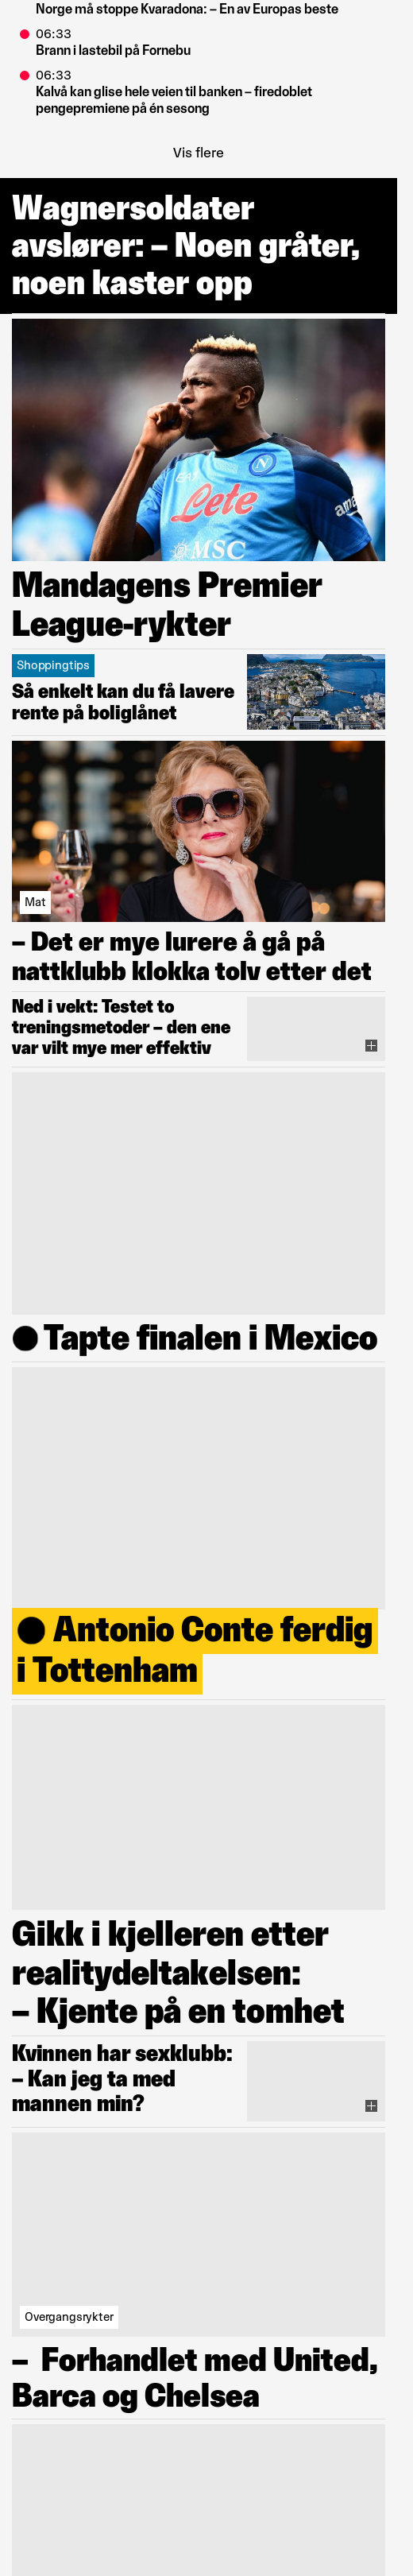 Norge må stoppe Kvaradona: – En av Europas beste
06:33
Brann i lastebil på Fornebu
06:33
Kalvå kan glise hele veien til banken – firedoblet
pengepremiene på én sesong
Vis flere
Wagnersoldater
avslører: – Noen gråter,
noen kaster opp
Lete
MSC
Mandagens Premier
League-rykter
Shoppingtips
Så enkelt kan du få lavere
rente på boliglånet
Mat
– Det er mye lurere å gå på
nattklubb klokka tolv etter det
Ned i vekt: Testet to
treningsmetoder – den ene
var vilt mye mer effektiv
● Tapte finalen i Mexico
● Antonio Conte ferdig
i Tottenham
Gikk i kjelleren etter
realitydeltakelsen:
– Kjente på en tomhet
Kvinnen har sexklubb:
– Kan jeg ta med
mannen min?
Overgangsrykter
– Forhandlet med United,
Barca og Chelsea